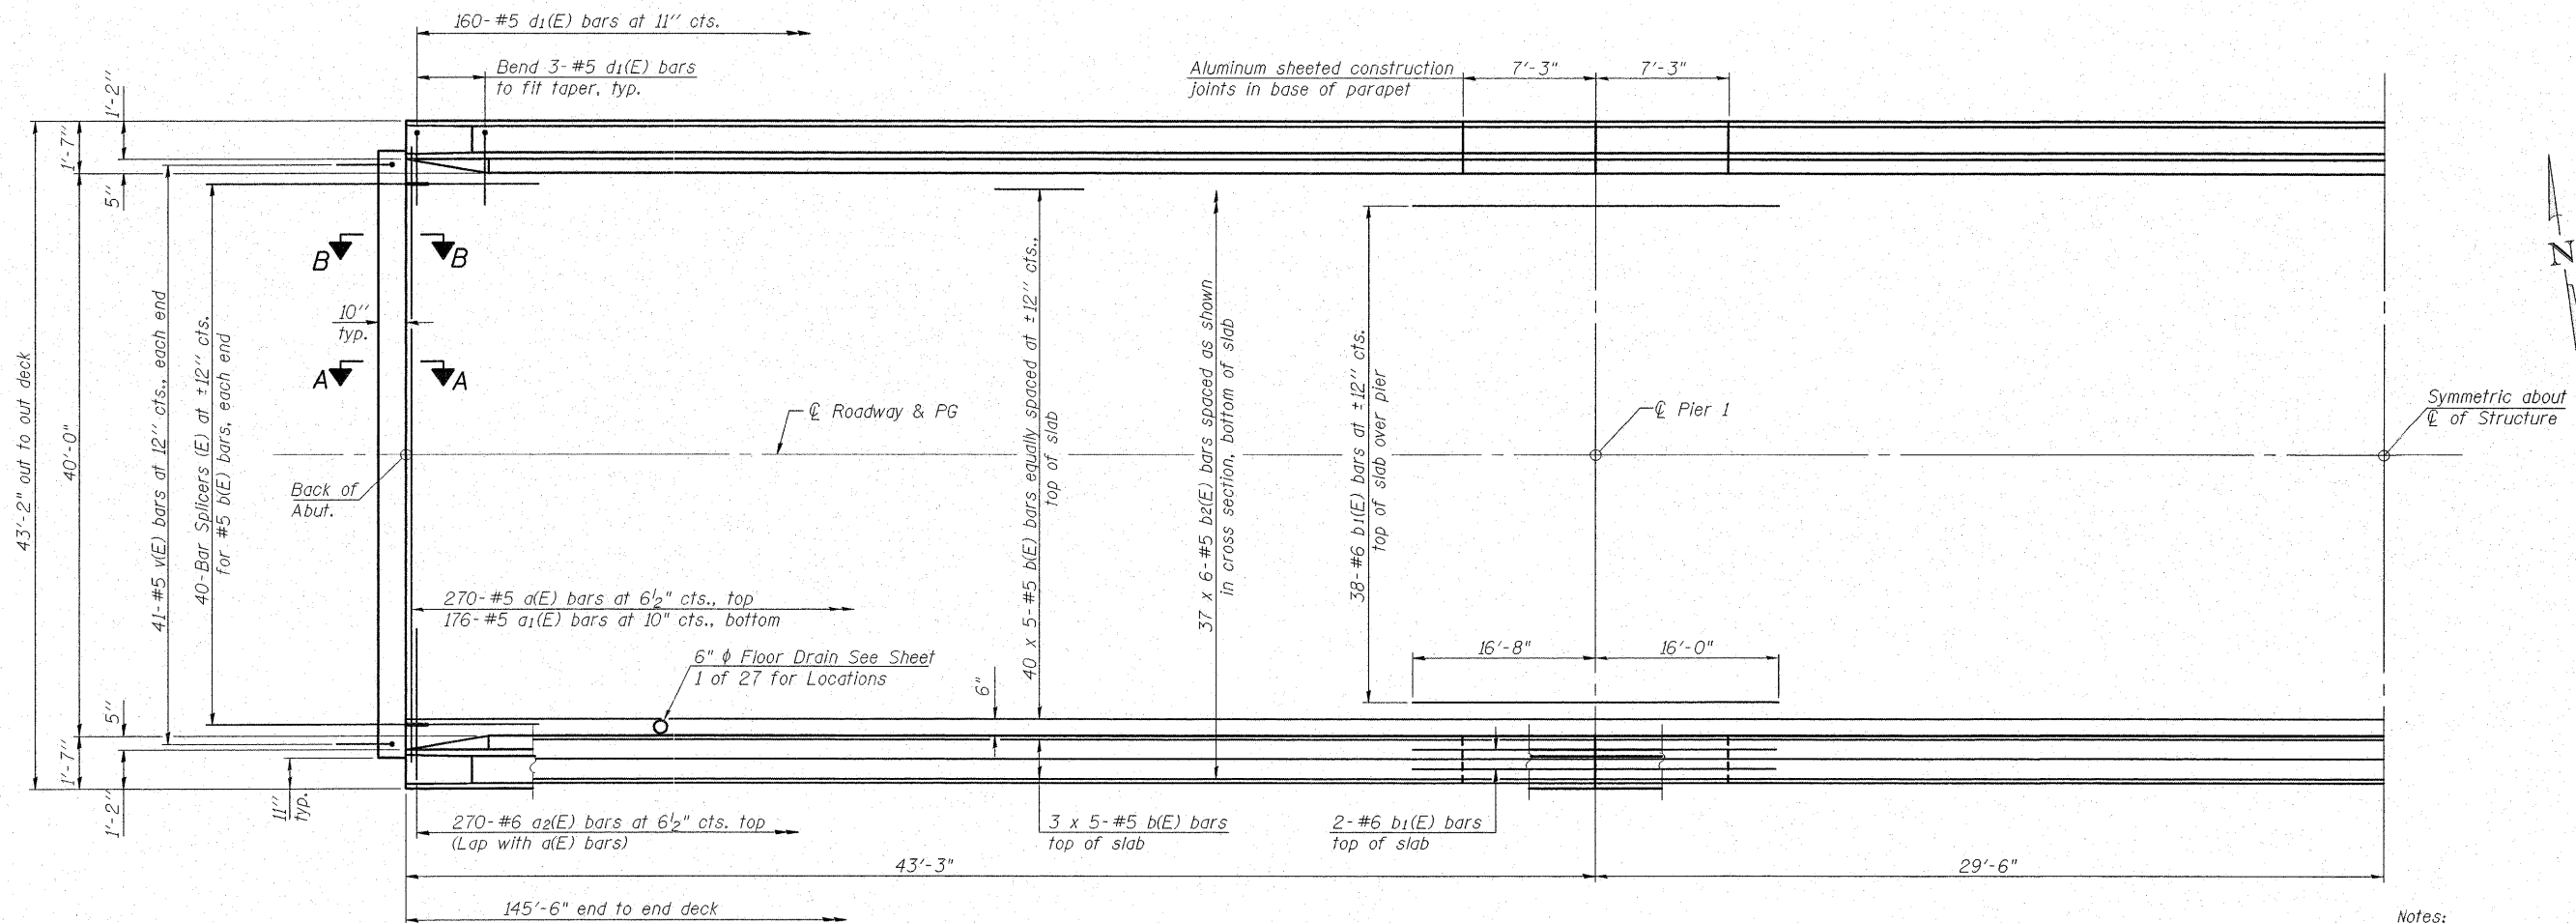 160-#5 d1(E) bars at 11" cts.
Bend 3-#5 d1(E) bars
to fit taper, typ.
Aluminum sheeted construction
joints in base of parapet
7'-3"
7'-3"
1'-2"
1'-7"
5"
43'-2" out to out deck
40'-0"
41-#5 v(E) bars at 12" cts., each end
40-Bar Splicers (E) at ±12" cts.
for #5 b(E) bars, each end
B
B
10"
typ.
A
A
Back of
Abut.
℄ Roadway & PG
40 x 5-#5 b(E) bars equally spaced at ±12" cts.,
top of slab
37 x 6-#5 b2(E) bars spaced as shown
in cross section, bottom of slab
38-#6 b1(E) bars at ±12" cts.
top of slab over pier
℄ Pier 1
Symmetric about
℄ of Structure
N
270-#5 a(E) bars at 6½" cts., top
176-#5 a1(E) bars at 10" cts., bottom
6" ϕ Floor Drain See Sheet
1 of 27 for Locations
6"
16'-8"
16'-0"
5"
1'-7"
1'-2"
11"
typ.
270-#6 a2(E) bars at 6½" cts. top
(Lap with a(E) bars)
3 x 5-#5 b(E) bars
top of slab
2-#6 b1(E) bars
top of slab
43'-3"
29'-6"
145'-6" end to end deck
Notes: